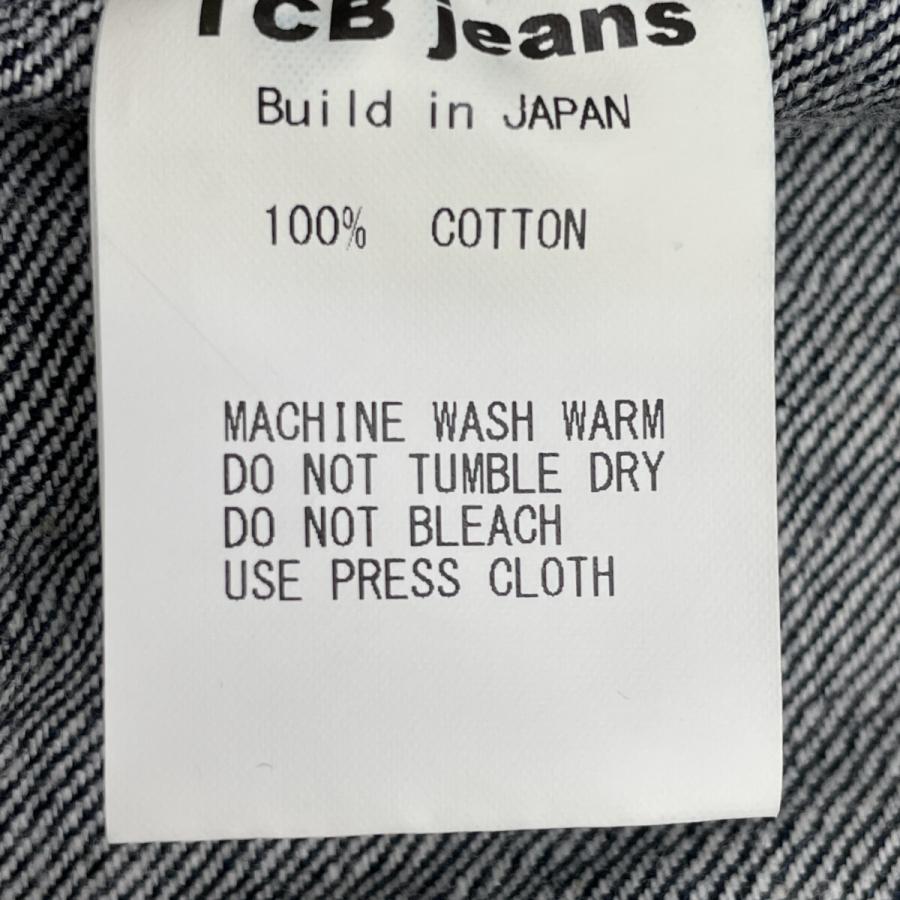 TCB jeans
Build in JAPAN
100% COTTON
MACHINE WASH WARM
DO NOT TUMBLE DRY
DO NOT BLEACH
USE PRESS CLOTH